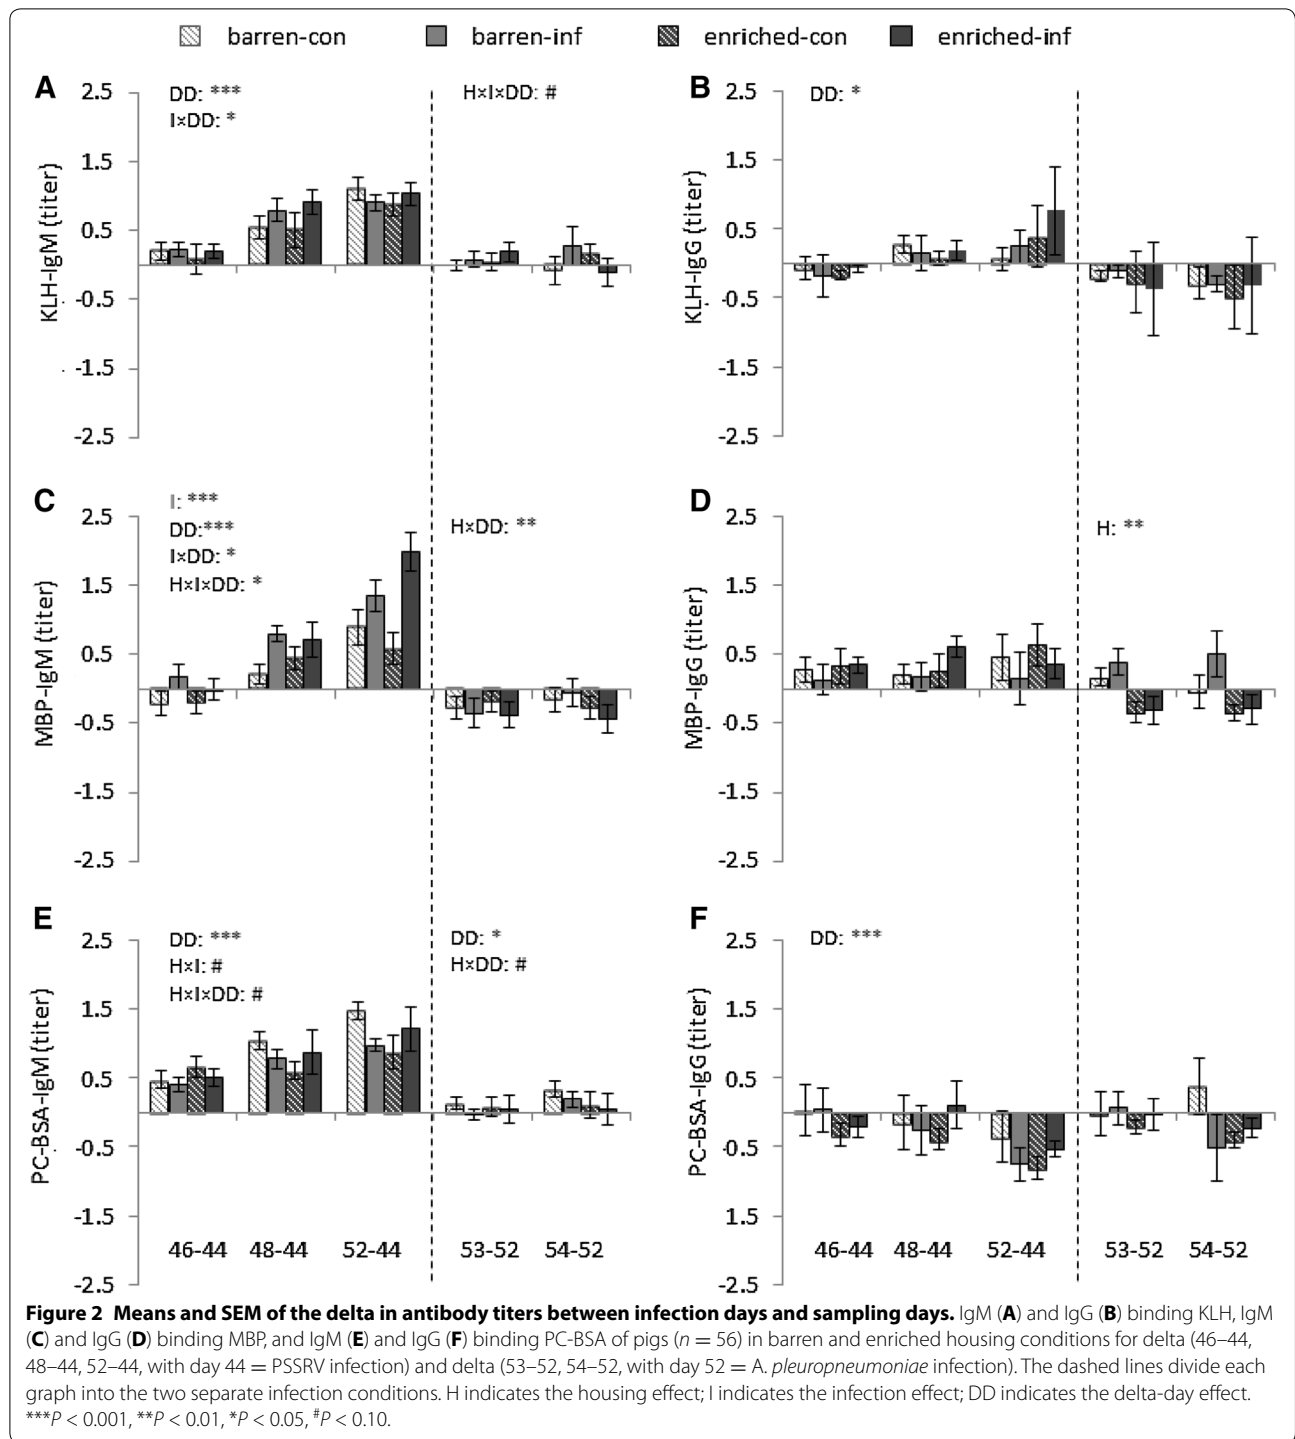 barren-con barren-inf enriched-con enriched-inf
A
2.5
1.5
0.5
-0.5
-1.5
-2.5
KLH-IgM (titer)
DD: ***
I×DD: *
H×I×DD: #
B
2.5
1.5
0.5
-0.5
-1.5
-2.5
KLH-IgG (titer)
DD: *
C
2.5
1.5
0.5
-0.5
-1.5
-2.5
MBP-IgM (titer)
I: ***
DD:***
I×DD: *
H×I×DD: *
H×DD: **
D
2.5
1.5
0.5
-0.5
-1.5
-2.5
MBP-IgG (titer)
H: **
E
2.5
1.5
0.5
-0.5
-1.5
-2.5
PC-BSA-IgM (titer)
DD: ***
H×I: #
H×I×DD: #
DD: *
H×DD: #
46-44 48-44 52-44 53-52 54-52
F
2.5
1.5
0.5
-0.5
1.5
-2.5
PC-BSA-IgG (titer)
DD: ***
46-44 48-44 52-44 53-52 54-52
Figure 2 Means and SEM of the delta in antibody titers between infection days and sampling days. IgM (A) and IgG (B) binding KLH, IgM
(C) and IgG (D) binding MBP, and IgM (E) and IgG (F) binding PC-BSA of pigs (n = 56) in barren and enriched housing conditions for delta (46–44,
48–44, 52–44, with day 44 = PSSRV infection) and delta (53–52, 54–52, with day 52 = A. pleuropneumoniae infection). The dashed lines divide each
graph into the two separate infection conditions. H indicates the housing effect; I indicates the infection effect; DD indicates the delta-day effect.
***P < 0.001, **P < 0.01, *P < 0.05, #P < 0.10.